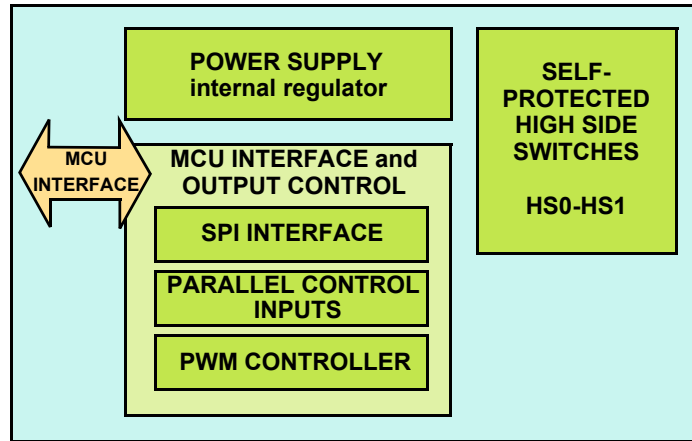 POWER SUPPLY
internal regulator
SELF-
PROTECTED
HIGH SIDE
SWITCHES
HS0-HS1
MCU
INTERFACE
MCU INTERFACE and
OUTPUT CONTROL
SPI INTERFACE
PARALLEL CONTROL
INPUTS
PWM CONTROLLER